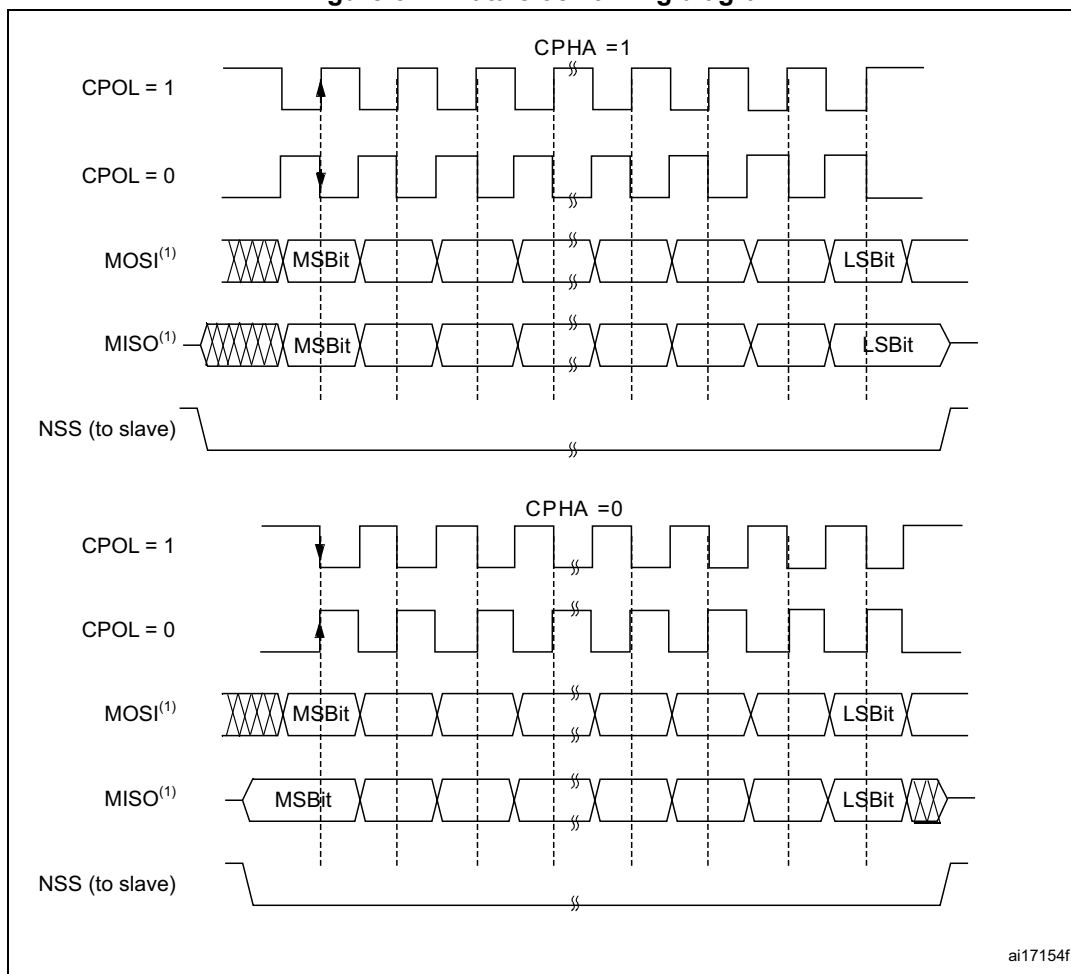 CPHA =1
CPOL = 1
CPOL = 0
MOSI(1) MSBit LSBit
MISO(1) MSBit LSBit
NSS (to slave)
CPHA =0
CPOL = 1
CPOL = 0
MOSI(1) MSBit LSBit
MISO(1) MSBit LSBit
NSS (to slave)
ai17154f